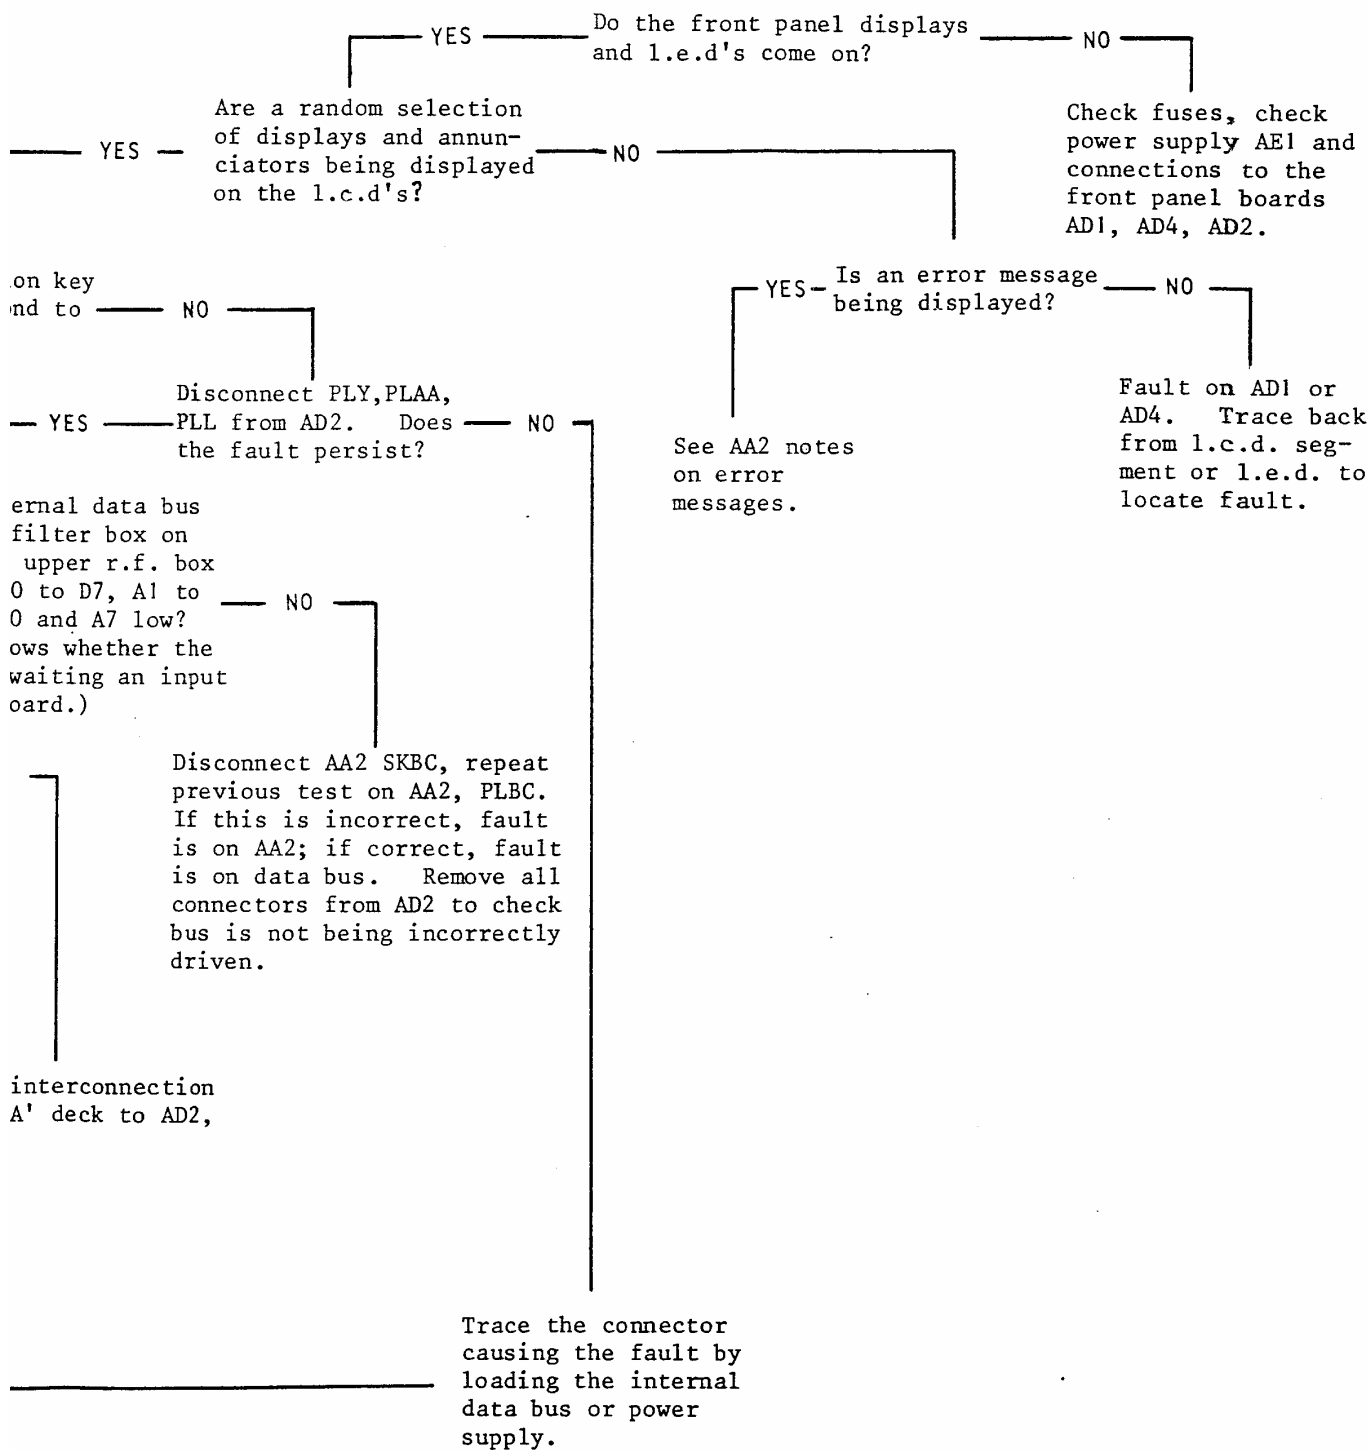 Do the front panel displays
and l.e.d's come on?
YES
NO
Are a random selection
of displays and annun-
ciators being displayed
on the l.c.d's?
YES
NO
Check fuses, check
power supply AE1 and
connections to the
front panel boards
AD1, AD4, AD2.
on key
nd to
NO
YES
Is an error message
being displayed?
NO
Disconnect PLY,PLAA,
PLL from AD2. Does
the fault persist?
YES
NO
See AA2 notes
on error
messages.
Fault on AD1 or
AD4. Trace back
from l.c.d. seg-
ment or l.e.d. to
locate fault.
ernal data bus
filter box on
upper r.f. box
0 to D7, A1 to
0 and A7 low?
ows whether the
waiting an input
oard.)
NO
Disconnect AA2 SKBC, repeat
previous test on AA2, PLBC.
If this is incorrect, fault
is on AA2; if correct, fault
is on data bus. Remove all
connectors from AD2 to check
bus is not being incorrectly
driven.
interconnection
A' deck to AD2,
Trace the connector
causing the fault by
loading the internal
data bus or power
supply.